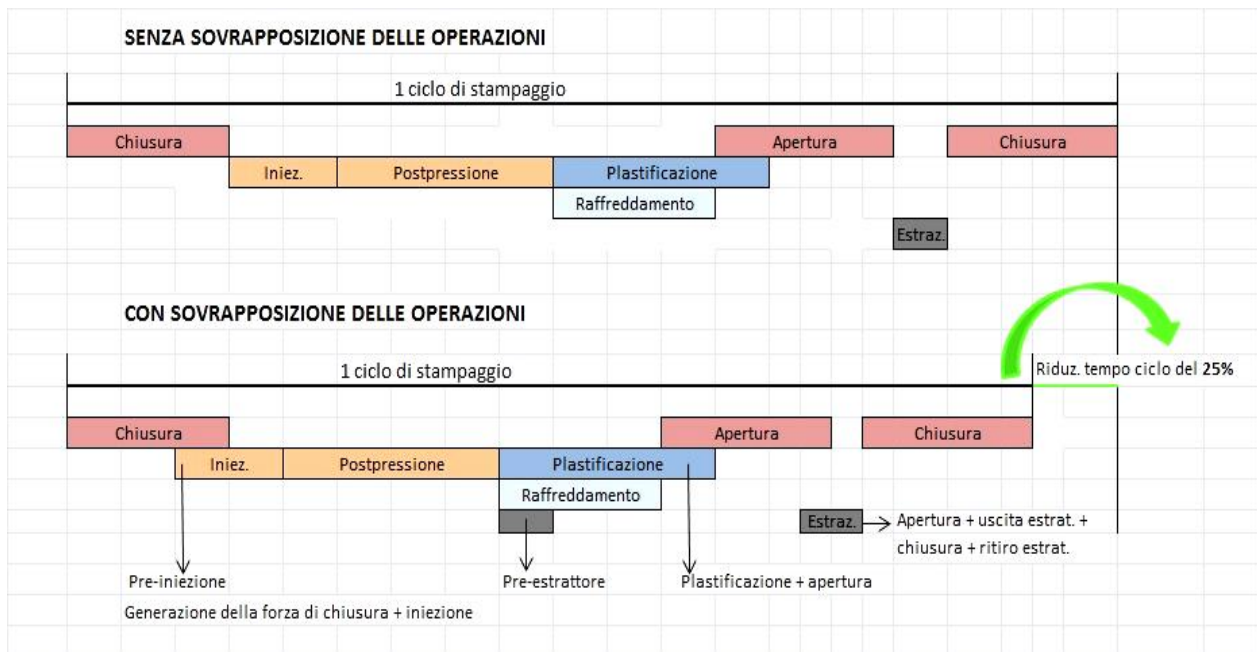 SENZA SOVRAPPOSIZIONE DELLE OPERAZIONI
1 ciclo di stampaggio
Chiusura
Apertura
Chiusura
Iniez.
Postpressione
Plastificazione
Raffreddamento
Estraz.
CON SOVRAPPOSIZIONE DELLE OPERAZIONI
1 ciclo di stampaggio
Riduz. tempo ciclo del 25%
Chiusura
Apertura
Chiusura
Iniez.
Postpressione
Plastificazione
Raffreddamento
Estraz.
Apertura + uscita estrat. +
chiusura + ritiro estrat.
Pre-iniezione
Pre-estrattore
Plastificazione + apertura
Generazione della forza di chiusura + iniezione